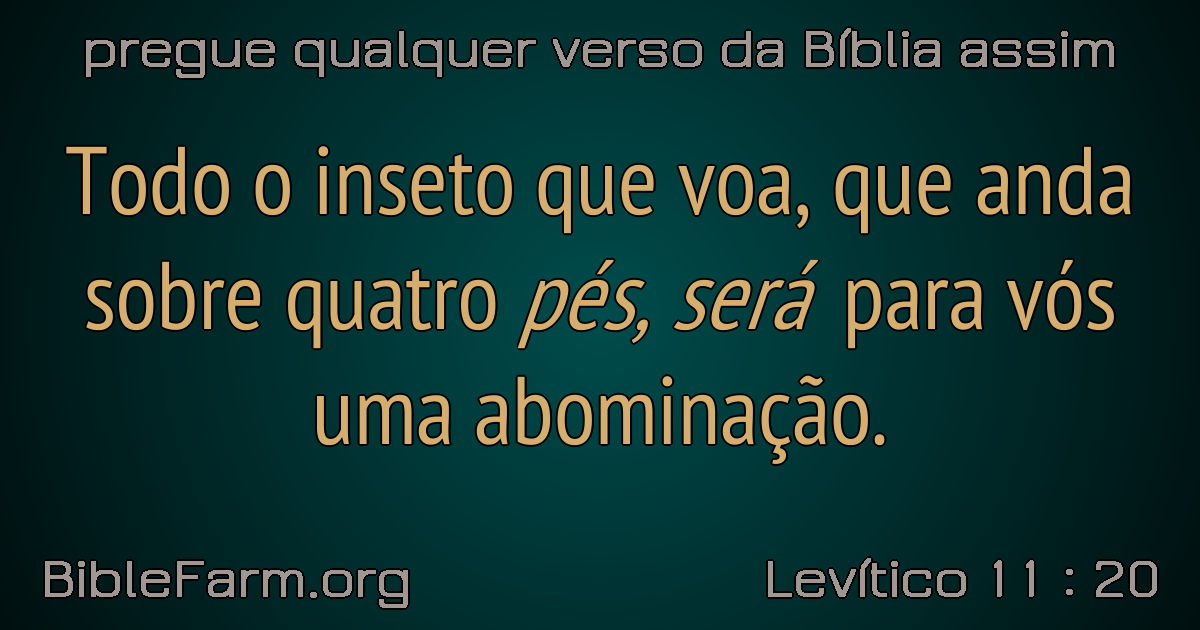 pregue qualquer verso da Bíblia assim
Todo o inseto que voa, que anda
sobre quatro pés, será para vós
uma abominação.
BibleFarm.org
Levítico 11 : 20